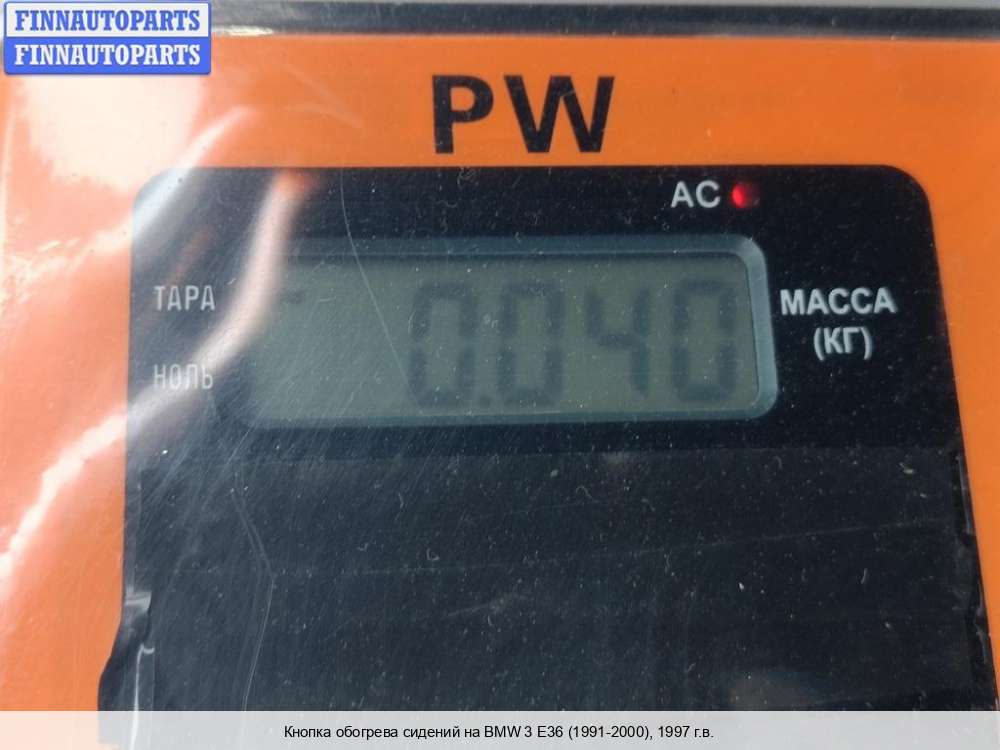 FINNAUTOPARTS
FINNAUTOPARTS
PW
AC
ТАРА
0.040
МАССА
(КГ)
НОЛЬ
Кнопка обогрева сидений на BMW 3 E36 (1991-2000), 1997 г.в.